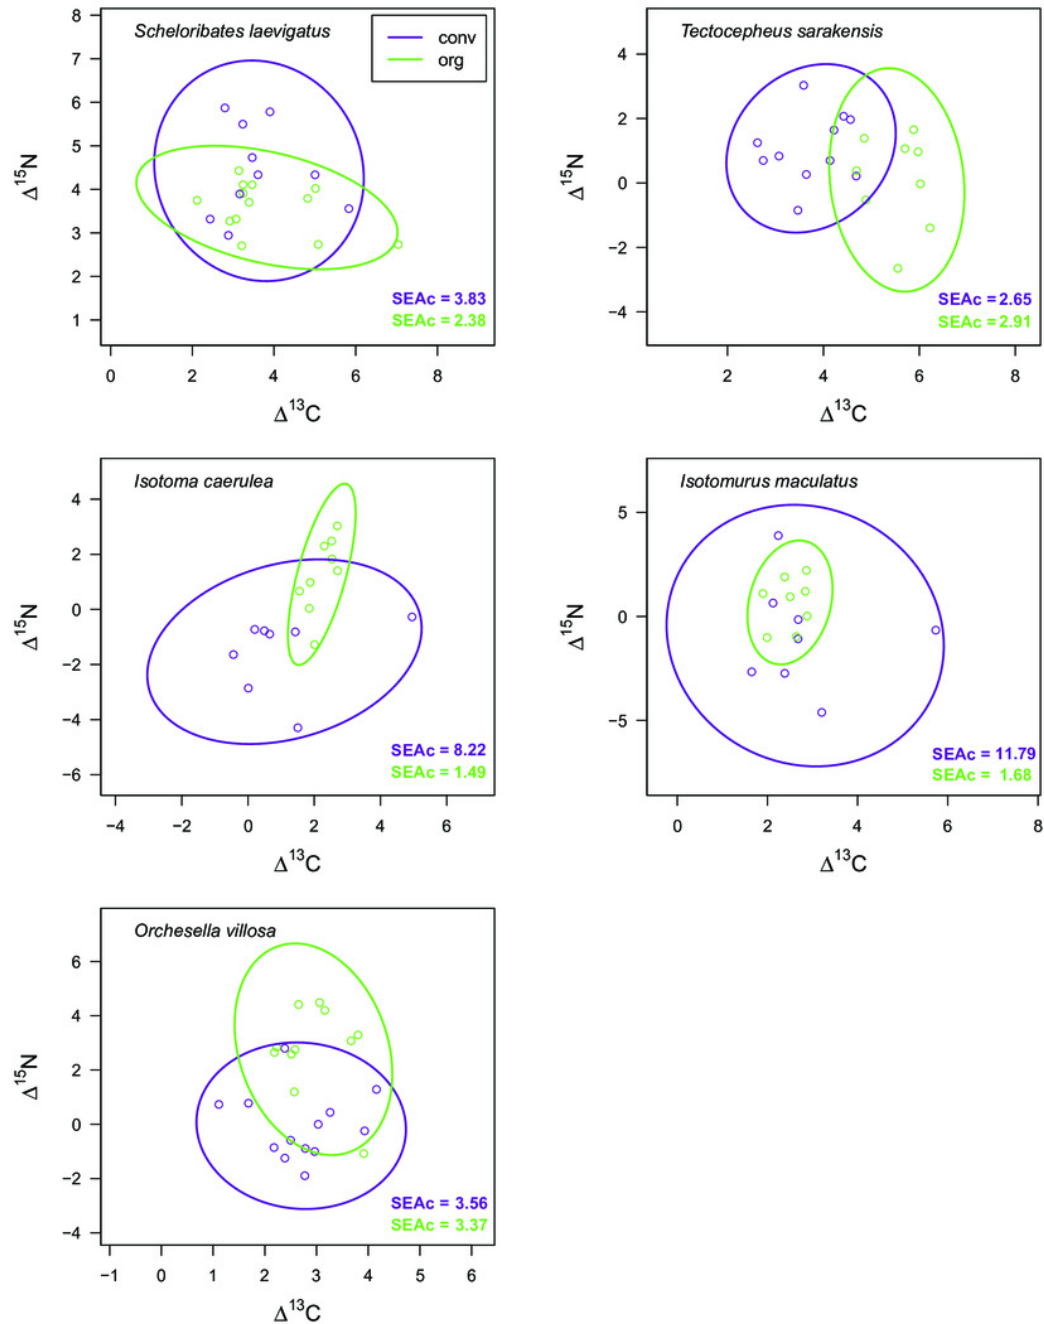 Scheloribates laevigatus
conv
org
8
7
6
5
4
3
2
1
Δ15N
SEAc = 3.83
SEAc = 2.38
0 2 4 6 8
Δ13C
Tectocepheus sarakensis
4
2
0
−2
−4
Δ15N
SEAc = 2.65
SEAc = 2.91
2 4 6 8
Δ13C
Isotoma caerulea
4
2
0
−2
−4
−6
Δ15N
SEAc = 8.22
SEAc = 1.49
−4 −2 0 2 4 6
Δ13C
Isotomurus maculatus
5
0
−5
Δ15N
SEAc = 11.79
SEAc = 1.68
0 2 4 6 8
Δ13C
Orchesella villosa
6
4
2
0
−2
−4
Δ15N
SEAc = 3.56
SEAc = 3.37
−1 0 1 2 3 4 5 6
Δ13C